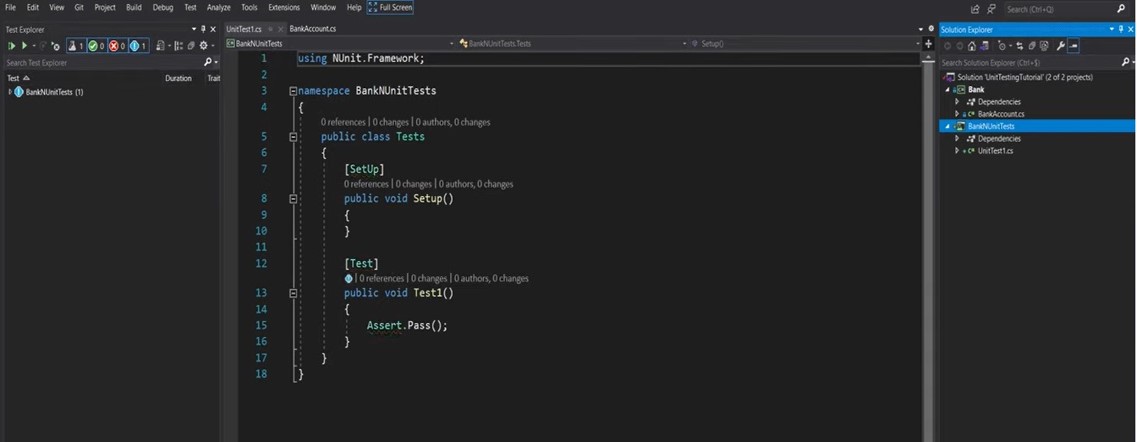 File Edit View Git Project Build Debug Test Analyze Tools Extensions Window Help Full Screen Search (Ctrl+Q)
Test Explorer
1 0 0 1
Search Test Explorer
Test Duration Trait
BankNUnitTests (1)
UnitTest1.cs BankAccount.cs
BankNUnitTests BankNUnitTests.Tests Setup()
1 using NUnit.Framework;
2
3 namespace BankNUnitTests
4 {
0 references | 0 changes | 0 authors, 0 changes
5 public class Tests
6 {
7 [SetUp]
0 references | 0 changes | 0 authors, 0 changes
8 public void Setup()
9 {
10 }
11
12 [Test]
| 0 references | 0 changes | 0 authors, 0 changes
13 public void Test1()
14 {
15 Assert.Pass();
16 }
17 }
18 }
Solution Explorer
Search Solution Explorer (Ctrl+$)
Solution 'UnitTestingTutorial' (2 of 2 projects)
Bank
Dependencies
BankAccount.cs
BankNUnitTests
Dependencies
UnitTest1.cs